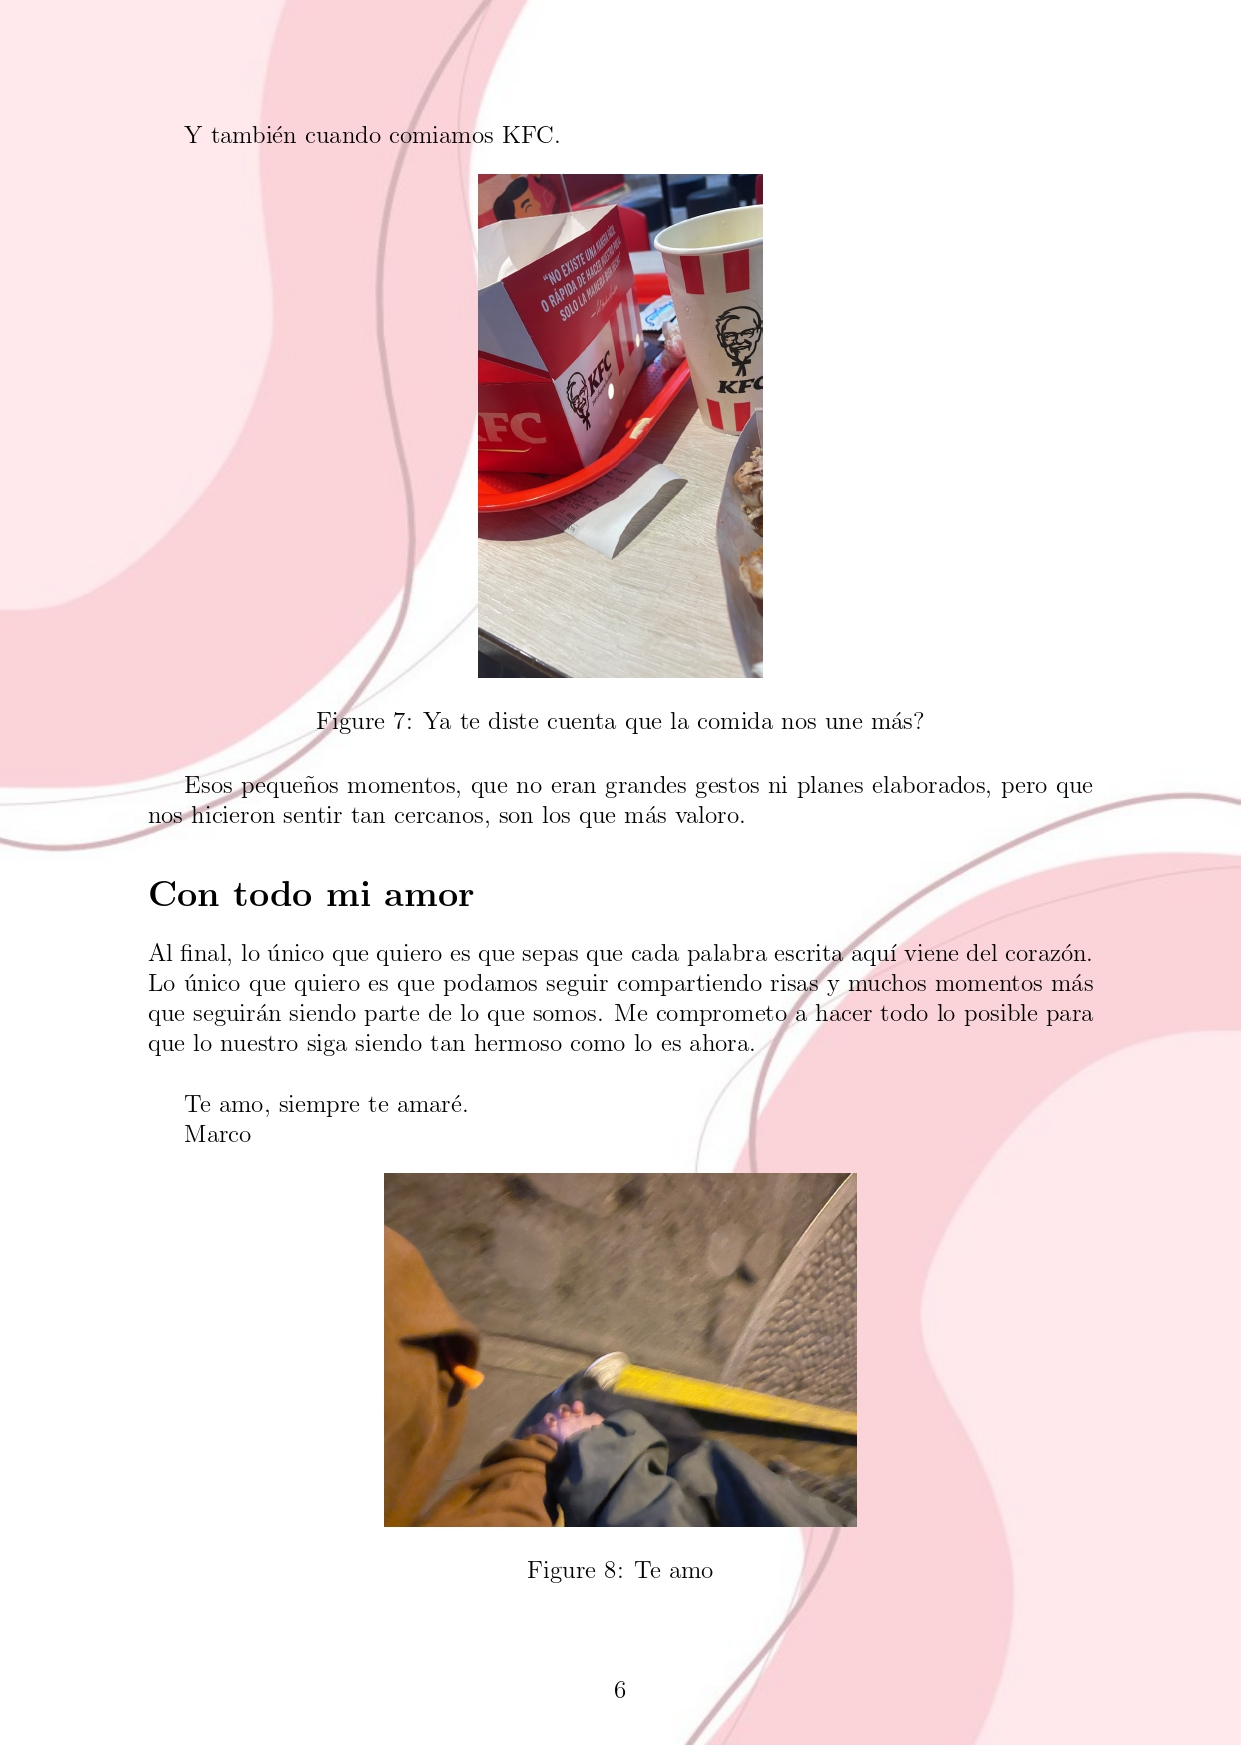 Y también cuando comiamos KFC.
“NO EXISTE UNA MANERA FÁCIL
O RÁPIDA DE HACER NUESTRO POLLO,
SOLO LA MANERA BIEN HECHA”
KFC
KFC
KFC
Figure 7: Ya te diste cuenta que la comida nos une más?
Esos pequeños momentos, que no eran grandes gestos ni planes elaborados, pero que
nos hicieron sentir tan cercanos, son los que más valoro.
Con todo mi amor
Al final, lo único que quiero es que sepas que cada palabra escrita aquí viene del corazón.
Lo único que quiero es que podamos seguir compartiendo risas y muchos momentos más
que seguirán siendo parte de lo que somos. Me comprometo a hacer todo lo posible para
que lo nuestro siga siendo tan hermoso como lo es ahora.
Te amo, siempre te amaré.
Marco
Figure 8: Te amo
6